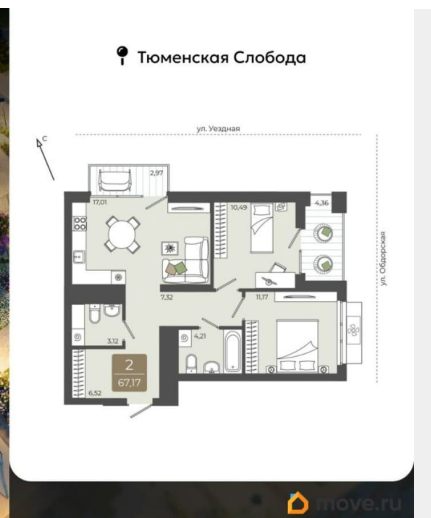 Тюменская Слобода
ул. Уездная
С
2,97
17,01
10,49
4,36
ул. Обдорская
7,32
11,17
3,12
4,21
2
67,17
6,52
move.ru